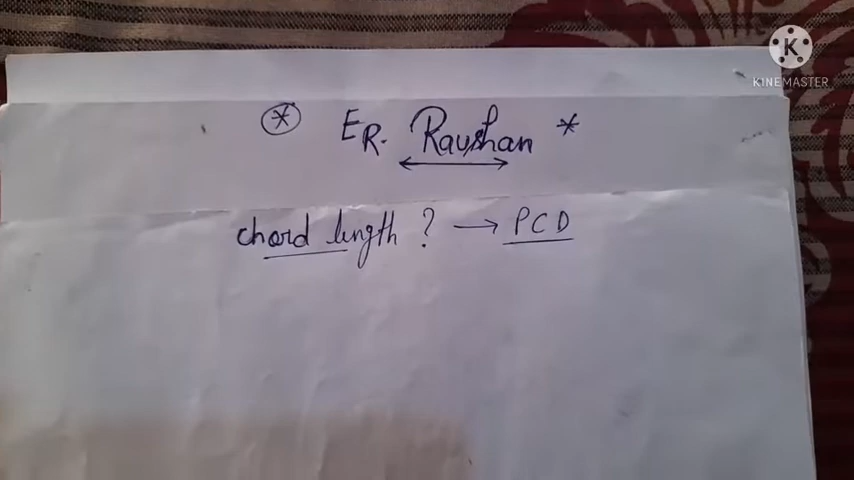 K
KINEMASTER
* ER. Raushan *
chord length ? → PCD